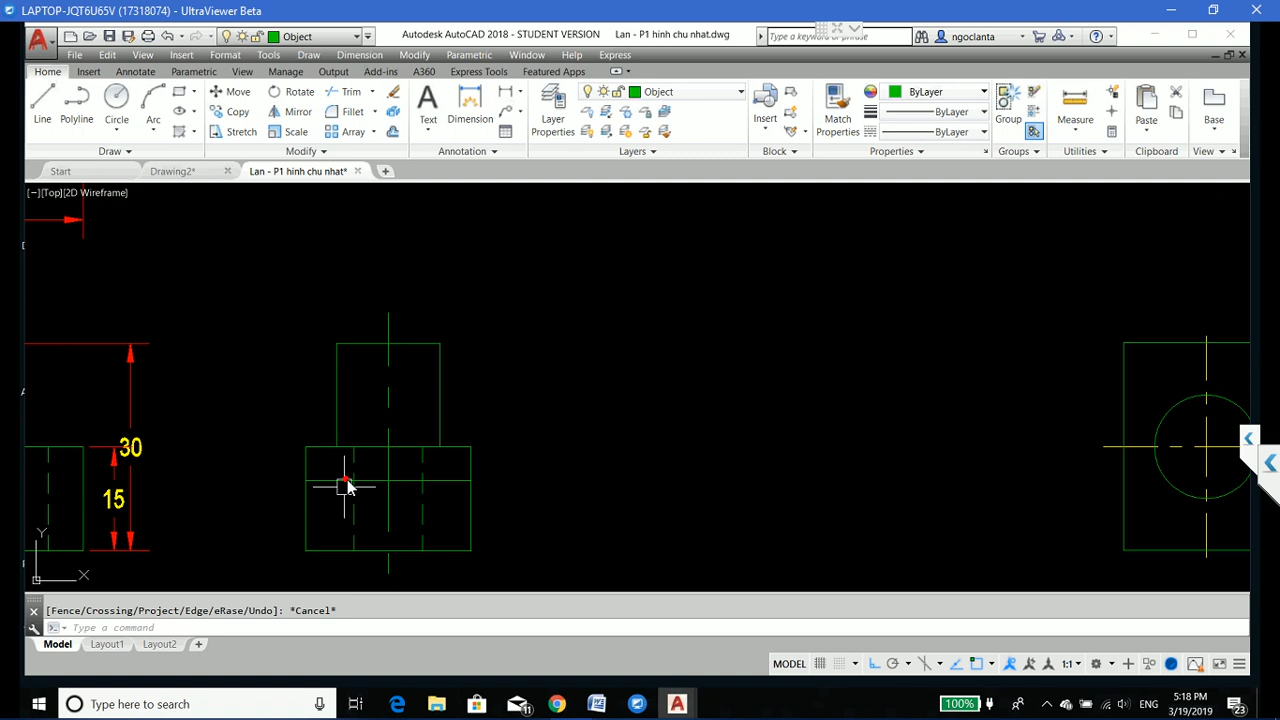 LAPTOP-JQT6U65V (17318074) - UltraViewer Beta
Object
Autodesk AutoCAD 2018 - STUDENT VERSION Lan - P1 hinh chu nhat.dwg
Type a keyword or phrase
ngoclanta
File Edit View Insert Format Tools Draw Dimension Modify Parametric Window Help Express
Home Insert Annotate Parametric View Manage Output Add-ins A360 Express Tools Featured Apps
Line Polyline Circle Arc
Move Rotate Trim
Copy Mirror Fillet
Stretch Scale Array
Text Dimension
Layer Properties
Object
Insert
Match Properties
ByLayer
ByLayer
ByLayer
Group
Measure
Paste
Base
Draw Modify Annotation Layers Block Properties Groups Utilities Clipboard View
Start Drawing2* Lan - P1 hinh chu nhat*
[−][Top][2D Wireframe]
30
15
Y
X
[Fence/Crossing/Project/Edge/eRase/Undo]: *Cancel*
Type a command
Model Layout1 Layout2
MODEL 1:1
Type here to search
11
100%
ENG
5:18 PM
3/19/2019
23